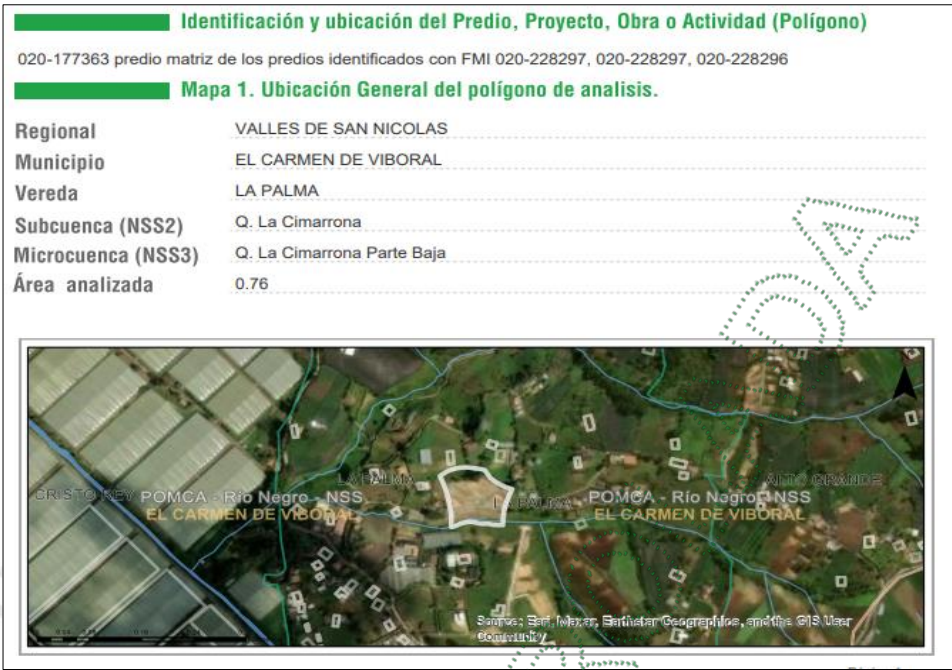 Identificación y ubicación del Predio, Proyecto, Obra o Actividad (Polígono)
020-177363 predio matriz de los predios identificados con FMI 020-228297, 020-228297, 020-228296
Mapa 1. Ubicación General del polígono de analisis.
Regional VALLES DE SAN NICOLAS
Municipio EL CARMEN DE VIBORAL
Vereda LA PALMA
Subcuenca (NSS2) Q. La Cimarrona
Microcuenca (NSS3) Q. La Cimarrona Parte Baja
Área analizada 0.76
LA PALMA
ALTO GRANDE
CRISTO REY POMCA - Río Negro - NSS LA PALMA POMCA - Río Negro - NSS
EL CARMEN DE VIBORAL EL CARMEN DE VIBORAL
Source: Esri, Maxar, Earthstar Geographics, and the GIS User
Community